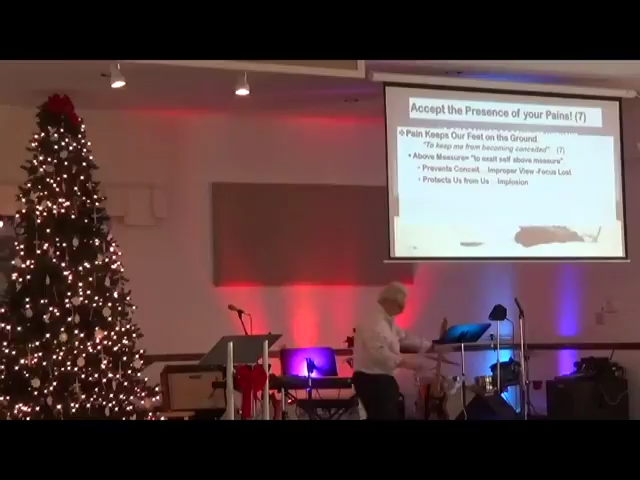 Accept the Presence of your Pains! (7)
❖Pain Keeps Our Feet on the Ground.
"To keep me from becoming conceited" (7)
• Above Measure= "to exalt self above measure"
• Prevents Conceit... Improper View -Focus Lost
• Protects Us from Us... Implosion